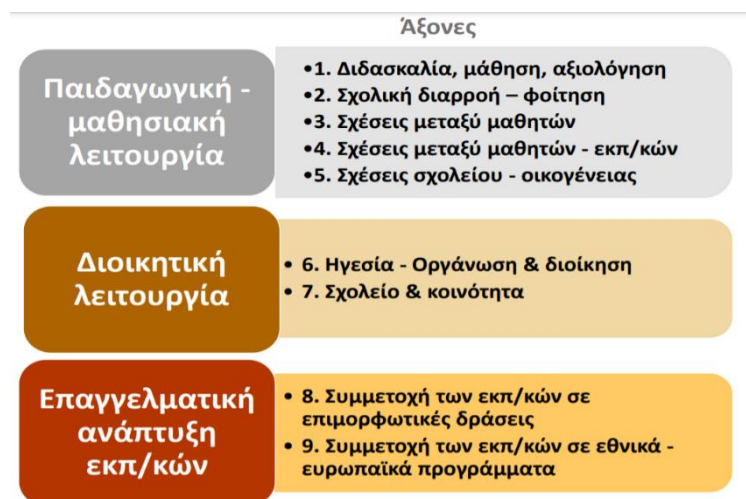 Άξονες
Παιδαγωγική -
μαθησιακή
λειτουργία
•1. Διδασκαλία, μάθηση, αξιολόγηση
•2. Σχολική διαρροή – φοίτηση
•3. Σχέσεις μεταξύ μαθητών
•4. Σχέσεις μεταξύ μαθητών - εκπ/κών
•5. Σχέσεις σχολείου - οικογένειας
Διοικητική
λειτουργία
• 6. Ηγεσία - Οργάνωση & διοίκηση
• 7. Σχολείο & κοινότητα
Επαγγελματική
ανάπτυξη
εκπ/κών
• 8. Συμμετοχή των εκπ/κών σε
επιμορφωτικές δράσεις
• 9. Συμμετοχή των εκπ/κών σε εθνικά -
ευρωπαϊκά προγράμματα